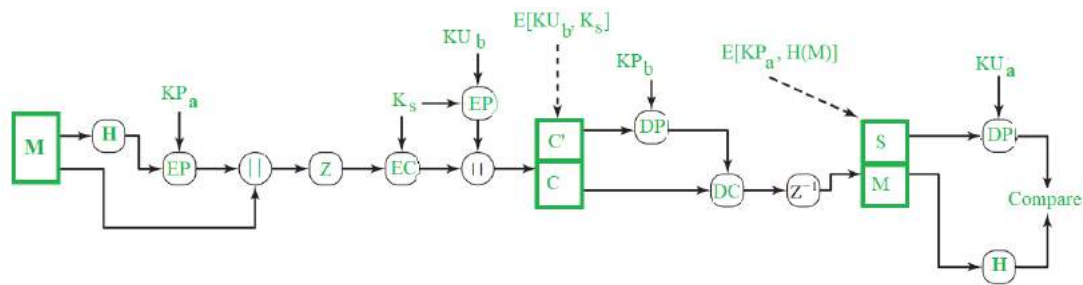 E[KU_b, K_s]
KU_b
E[KP_a, H(M)]
KP_b
KU_a
KP_a
K_s
EP
M
H
EP
||
Z
EC
||
C'
C
DP
DC
Z⁻¹
S
M
DP
Compare
H